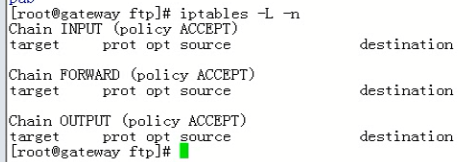 pub
[root@gateway ftp]# iptables -L -n
Chain INPUT (policy ACCEPT)
target     prot opt source               destination

Chain FORWARD (policy ACCEPT)
target     prot opt source               destination

Chain OUTPUT (policy ACCEPT)
target     prot opt source               destination
[root@gateway ftp]#